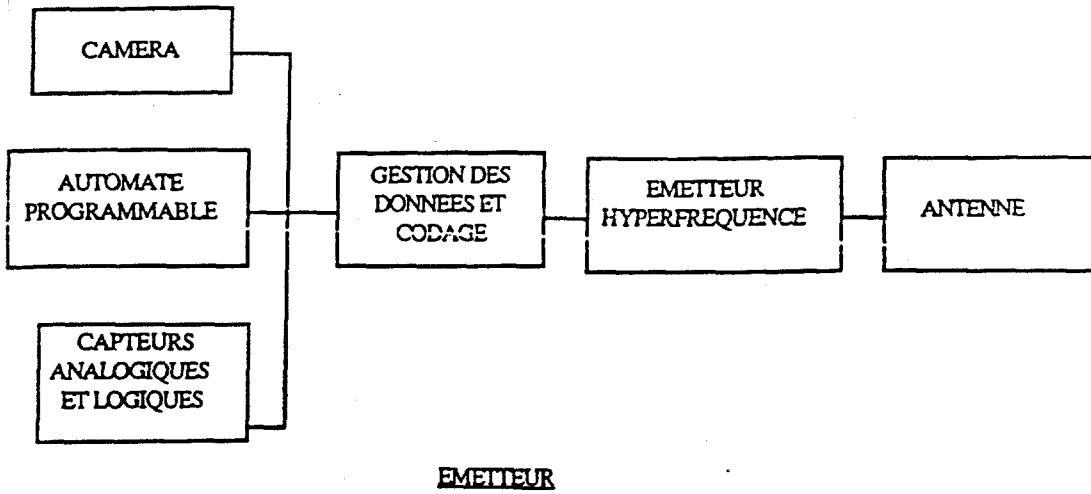 CAMERA
AUTOMATE
PROGRAMMABLE
CAPTEURS
ANALOGIQUES
ET LOGIQUES
GESTION DES
DONNEES ET
CODAGE
EMETTEUR
HYPERFREQUENCE
ANTENNE
EMETTEUR